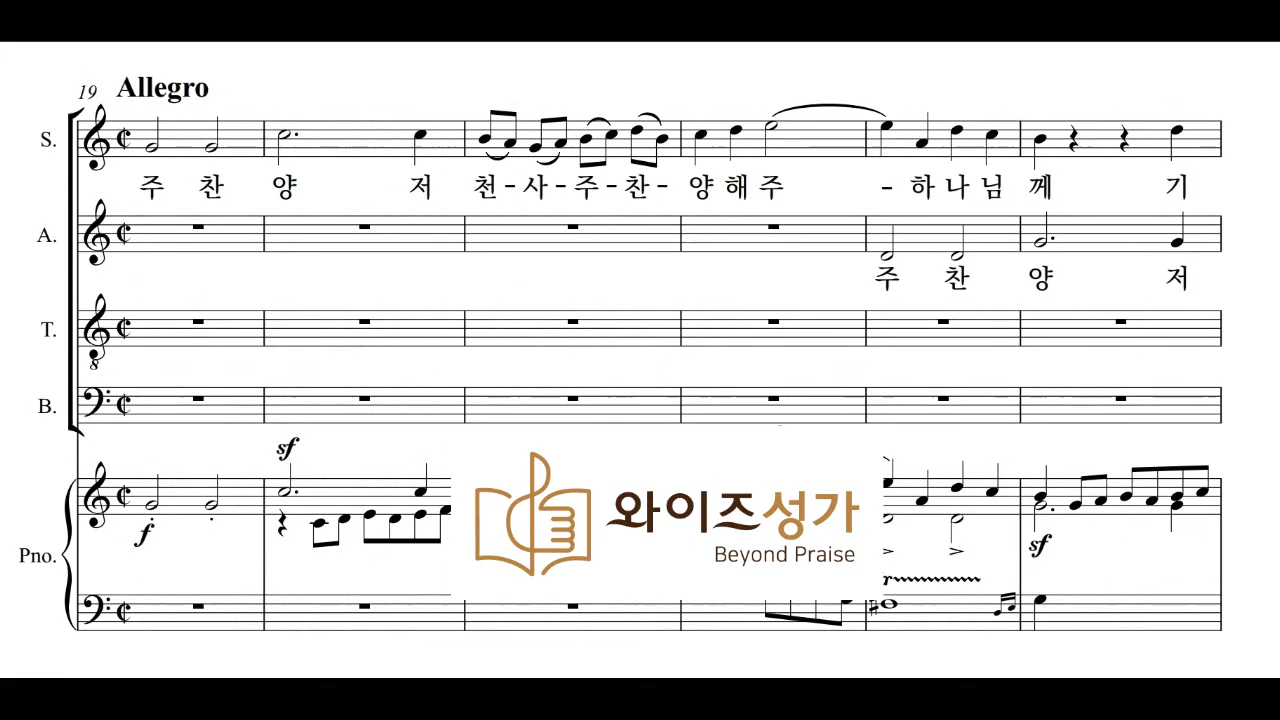 19 Allegro
S.
주 찬 양 저 천 - 사 - 주 - 찬 - 양 해 주 - 하 나 님 께 기
A.
주 찬 양 저
T.
B.
sf
f
Pno.
sf
와이즈성가
Beyond Praise